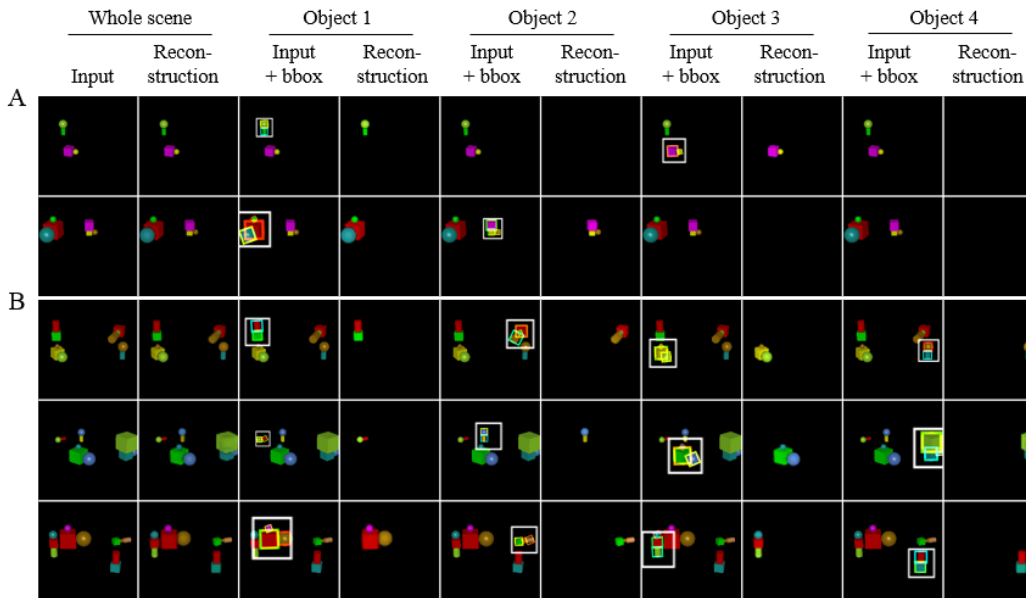 Whole scene Object 1 Object 2 Object 3 Object 4
Recon- Input Recon- Input Recon- Input Recon- Input Recon-
Input struction + bbox struction + bbox struction + bbox struction + bbox struction
A
B